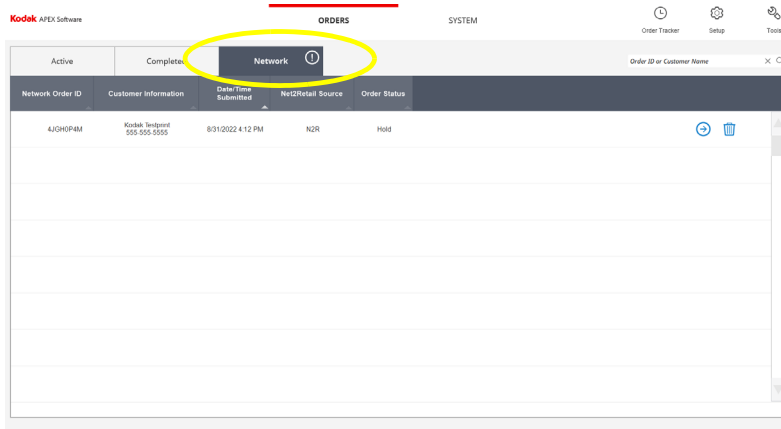 Kodak APEX Software
ORDERS
SYSTEM
Order Tracker
Setup
Tools
Active
Completed
Network
Order ID or Customer Name
Network Order ID
Customer Information
Date/Time
Submitted
Net2Retail Source
Order Status
4JGH0P4M
Kodak Testprint
555-555-5555
8/31/2022 4:12 PM
N2R
Hold